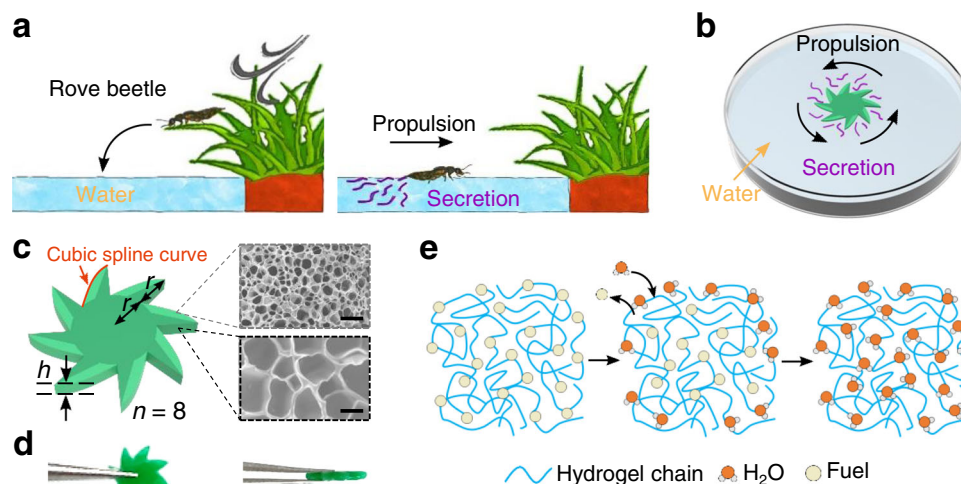 a
Rove beetle
Water
Propulsion
Secretion
b
Propulsion
Secretion
Water
c
Cubic spline curve
r
r
h
n = 8
d
e
Hydrogel chain
H₂O
Fuel